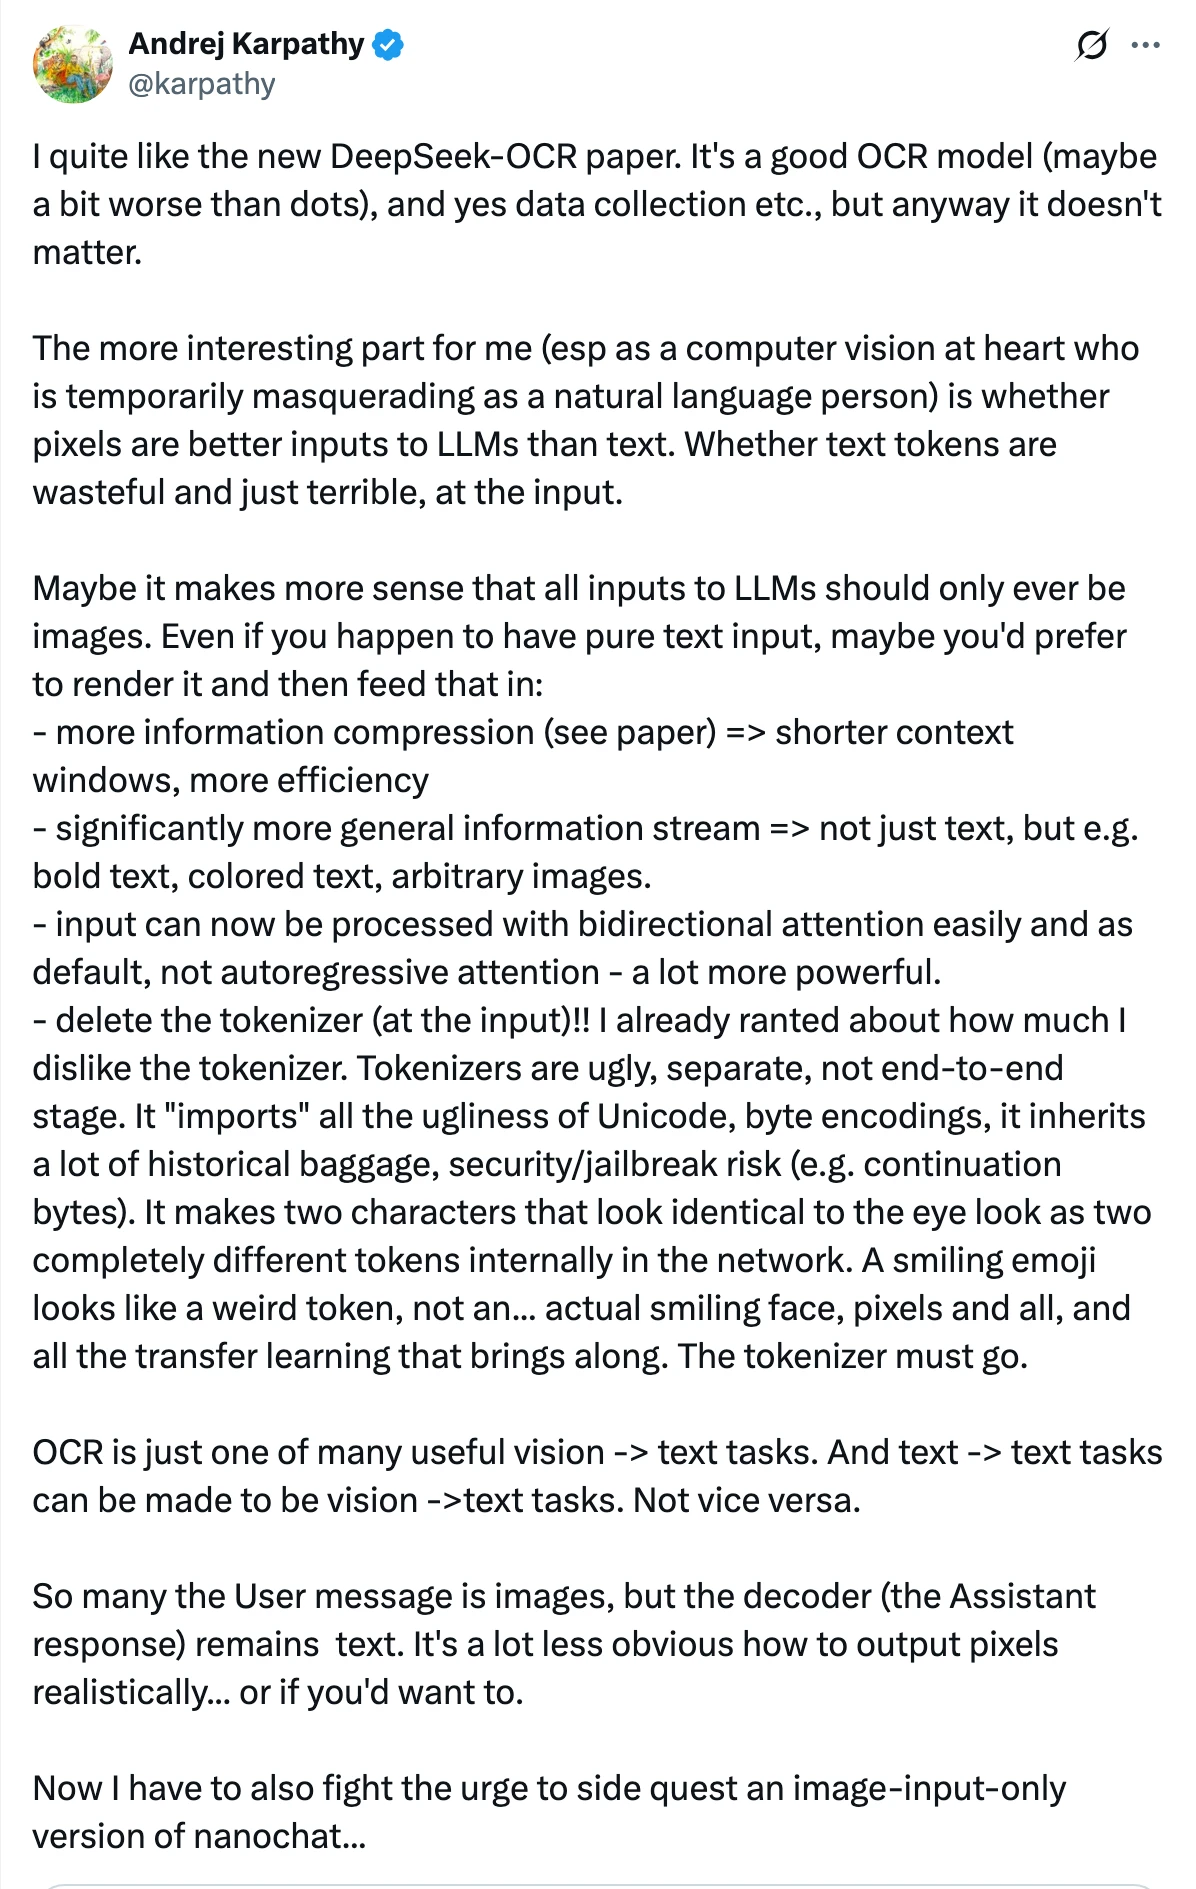 Andrej Karpathy
@karpathy
I quite like the new DeepSeek-OCR paper. It's a good OCR model (maybe
a bit worse than dots), and yes data collection etc., but anyway it doesn't
matter.
The more interesting part for me (esp as a computer vision at heart who
is temporarily masquerading as a natural language person) is whether
pixels are better inputs to LLMs than text. Whether text tokens are
wasteful and just terrible, at the input.
Maybe it makes more sense that all inputs to LLMs should only ever be
images. Even if you happen to have pure text input, maybe you'd prefer
to render it and then feed that in:
- more information compression (see paper) => shorter context
windows, more efficiency
- significantly more general information stream => not just text, but e.g.
bold text, colored text, arbitrary images.
- input can now be processed with bidirectional attention easily and as
default, not autoregressive attention - a lot more powerful.
- delete the tokenizer (at the input)!! I already ranted about how much I
dislike the tokenizer. Tokenizers are ugly, separate, not end-to-end
stage. It "imports" all the ugliness of Unicode, byte encodings, it inherits
a lot of historical baggage, security/jailbreak risk (e.g. continuation
bytes). It makes two characters that look identical to the eye look as two
completely different tokens internally in the network. A smiling emoji
looks like a weird token, not an... actual smiling face, pixels and all, and
all the transfer learning that brings along. The tokenizer must go.
OCR is just one of many useful vision -> text tasks. And text -> text tasks
can be made to be vision ->text tasks. Not vice versa.
So many the User message is images, but the decoder (the Assistant
response) remains  text. It's a lot less obvious how to output pixels
realistically... or if you'd want to.
Now I have to also fight the urge to side quest an image-input-only
version of nanochat...